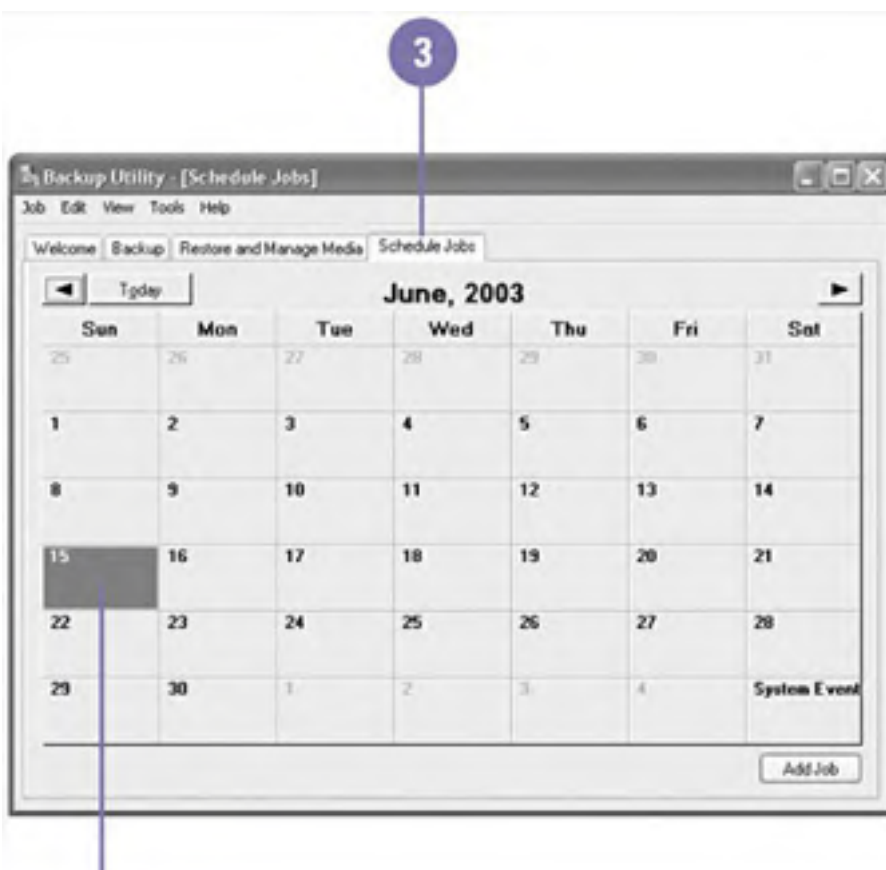 3
Backup Utility - [Schedule Jobs]
Job Edit View Tools Help
Welcome Backup Restore and Manage Media Schedule Jobs
Today June, 2003
Sun Mon Tue Wed Thu Fri Sat
25 26 27 28 29 30 31
1 2 3 4 5 6 7
8 9 10 11 12 13 14
15 16 17 18 19 20 21
22 23 24 25 26 27 28
29 30 1 2 3 4 System Event
Add Job